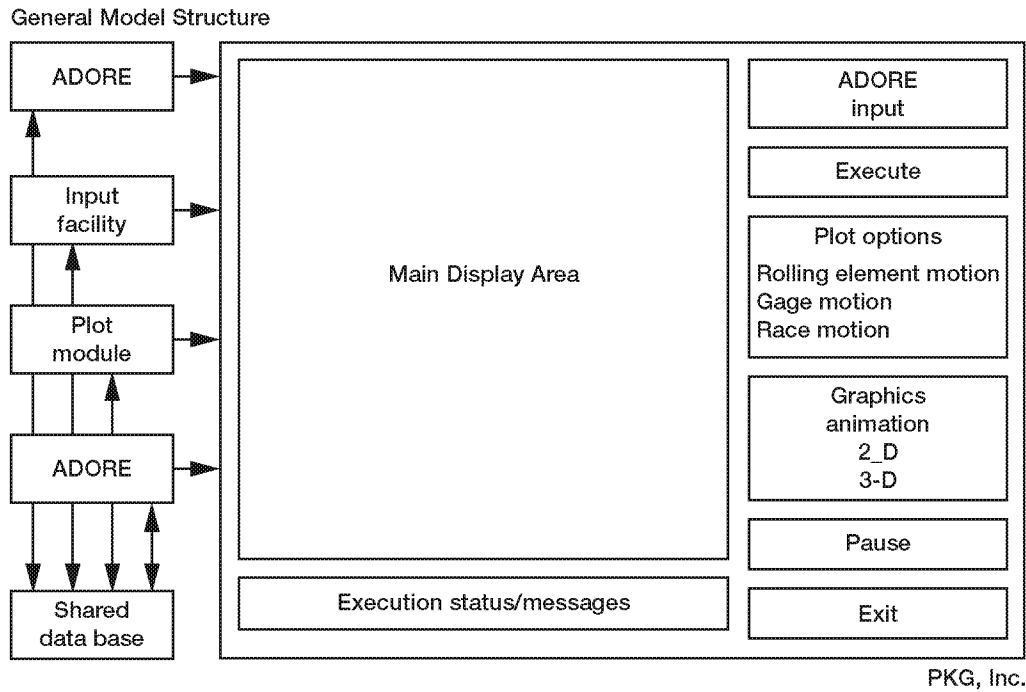 General Model Structure
ADORE
Input
facility
Plot
module
ADORE
Shared
data base
Main Display Area
Execution status/messages
ADORE
input
Execute
Plot options
Rolling element motion
Gage motion
Race motion
Graphics
animation
2_D
3-D
Pause
Exit
PKG, Inc.